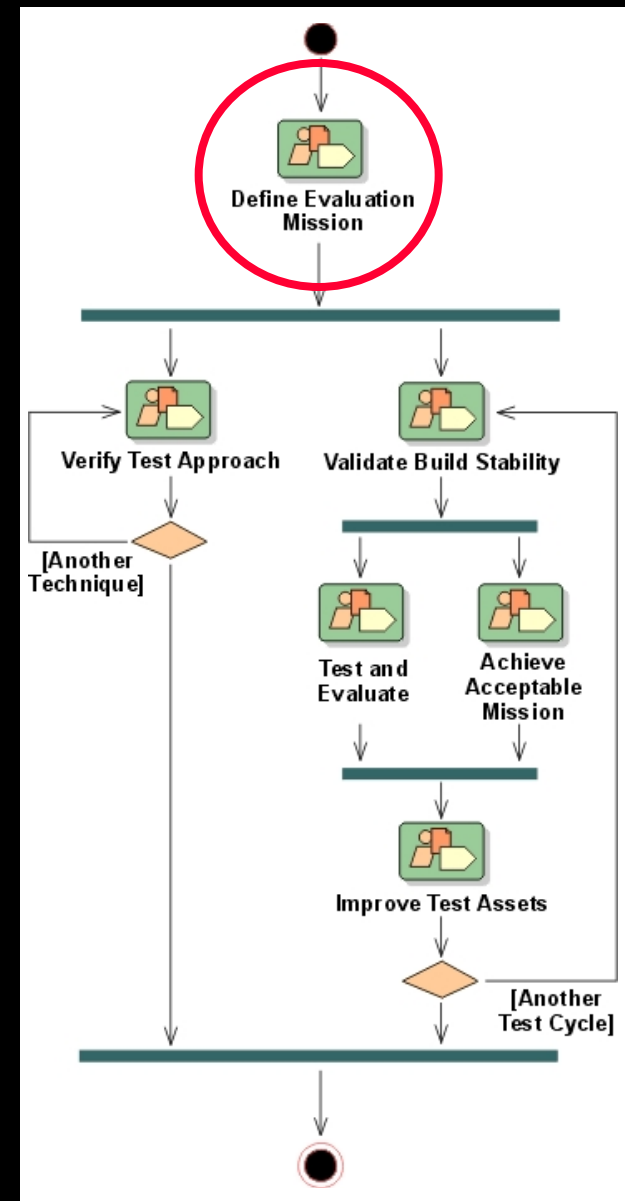 Define Evaluation
Mission
Verify Test Approach
Validate Build Stability
[Another
Technique]
Test and
Evaluate
Achieve
Acceptable
Mission
Improve Test Assets
[Another
Test Cycle]